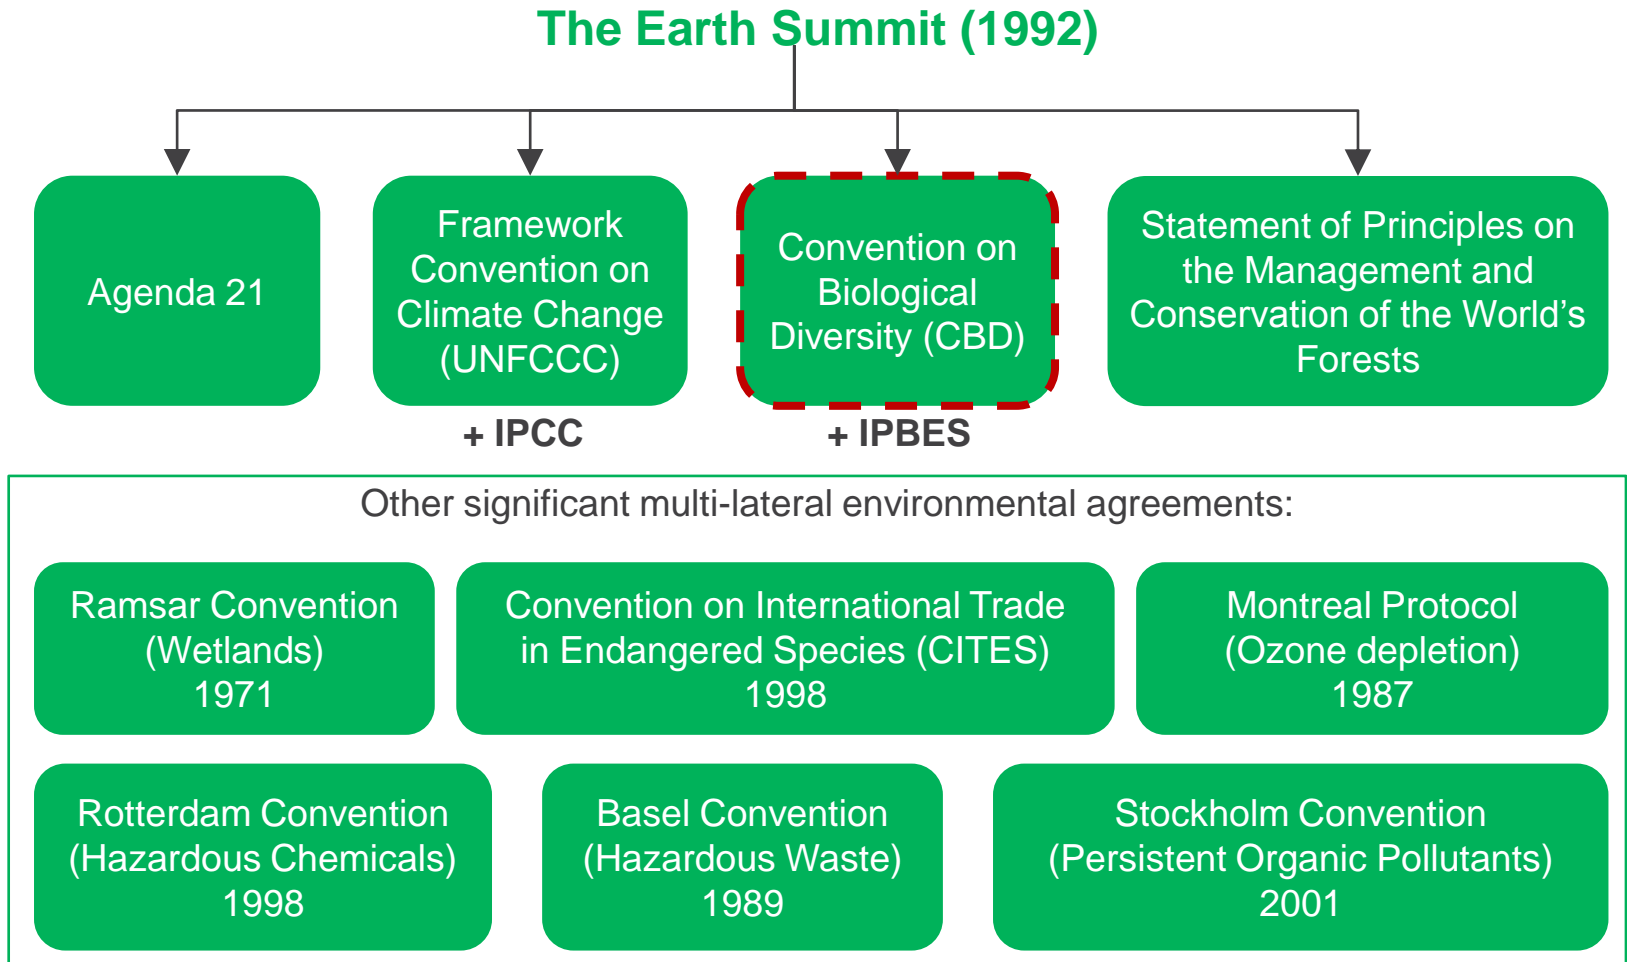 The Earth Summit (1992)
Agenda 21
Framework
Convention on
Climate Change
(UNFCCC)
+ IPCC
Convention on
Biological
Diversity (CBD)
+ IPBES
Statement of Principles on
the Management and
Conservation of the World’s
Forests
Other significant multi-lateral environmental agreements:
Ramsar Convention
(Wetlands)
1971
Convention on International Trade
in Endangered Species (CITES)
1998
Montreal Protocol
(Ozone depletion)
1987
Rotterdam Convention
(Hazardous Chemicals)
1998
Basel Convention
(Hazardous Waste)
1989
Stockholm Convention
(Persistent Organic Pollutants)
2001